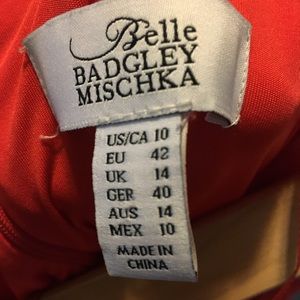 Belle
BADGLEY
MISCHKA
US/CA 10
EU 42
UK 14
GER 40
AUS 14
MEX 10
MADE IN
CHINA